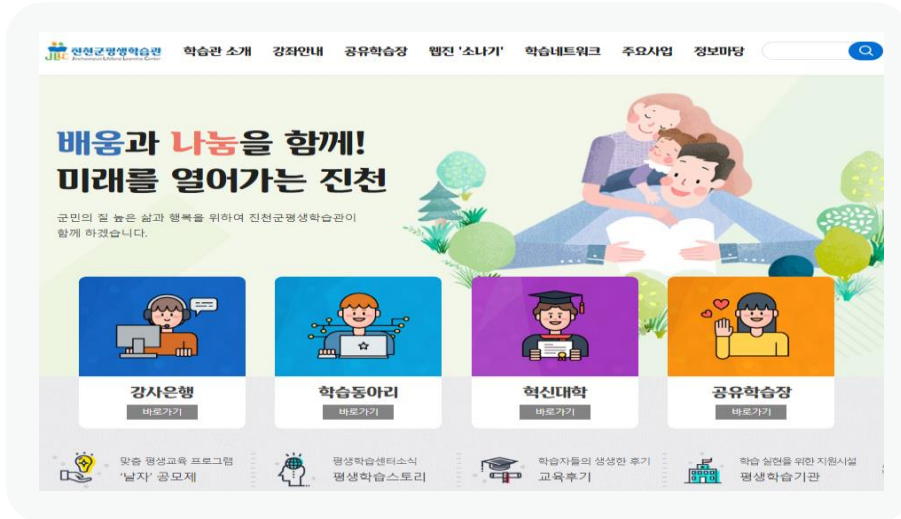 진천군평생학습관
학습관 소개 강좌안내 공유학습장 웹진 '소나기' 학습네트워크 주요사업 정보마당
배움과 나눔을 함께!
미래를 열어가는 진천
군민의 질 높은 삶과 행복을 위하여 진천군평생학습관이
함께 하겠습니다.
강사은행 학습동아리 혁신대학 공유학습장
바로가기 바로가기 바로가기 바로가기
맞춤 평생교육 프로그램 평생학습센터소식 학습자들의 생생한 후기 학습 실현을 위한 지원시설
'날자' 공모제 평생학습스토리 교육후기 평생학습기관